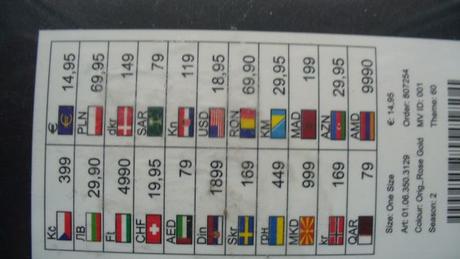 Kč 399 € 14,95
ЛВ 29,90 PLN 69,95
Ft 4990 dk 149
CHF 19,95 SAR 79
AED 79 Kn 119
Din 1899 USD 18,95
Skr 169 RON 69,90
грн 449 KM 29,95
MKD 999 MAD 199
kr 169 AZN 29,95
QAR 79 AMD 9990
Size: One Size €: 14,95
Art: 01.06.350.3129 Order: 807254
Colour: Orig., Rose Gold MV ID: 001
Season: 2 Theme: 60